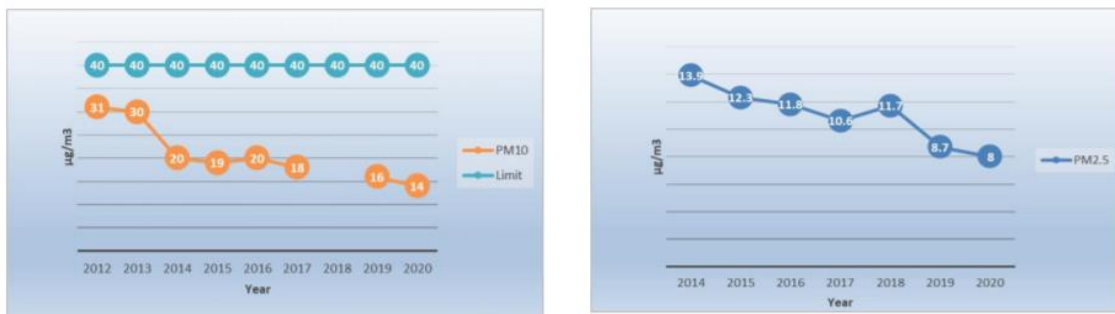 40 40 40 40 40 40 40 40 40
31 30 20 19 20 18 16 14
µg/m3
PM10
Limit
2012 2013 2014 2015 2016 2017 2018 2019 2020
Year
13.9 12.3 11.8 10.6 11.7 8.7 8
µg/m3
PM2.5
2014 2015 2016 2017 2018 2019 2020
Year